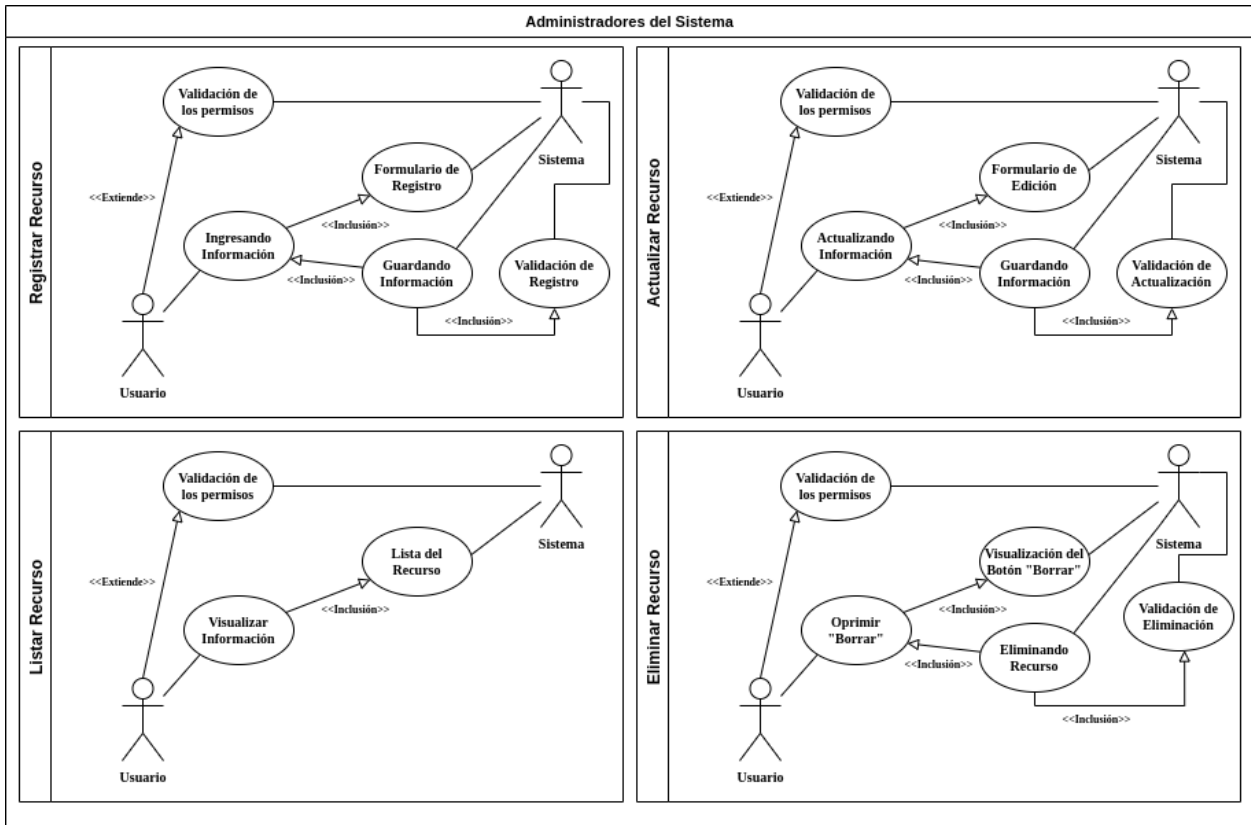 Administradores del Sistema
Registrar Recurso
Validación de
los permisos
Sistema
Formulario de
Registro
<<Extiende>>
<<Inclusión>>
Ingresando
Información
Guardando
Información
Validación de
Registro
<<Inclusión>>
<<Inclusión>>
Usuario
Actualizar Recurso
Validación de
los permisos
Sistema
Formulario de
Edición
<<Extiende>>
<<Inclusión>>
Actualizando
Información
Guardando
Información
Validación de
Actualización
<<Inclusión>>
<<Inclusión>>
Usuario
Listar Recurso
Validación de
los permisos
Sistema
Lista del
Recurso
<<Extiende>>
<<Inclusión>>
Visualizar
Información
Usuario
Eliminar Recurso
Validación de
los permisos
Sistema
Visualización del
Botón "Borrar"
<<Extiende>>
<<Inclusión>>
Validación de
Eliminación
Oprimir
"Borrar"
Eliminando
Recurso
<<Inclusión>>
<<Inclusión>>
Usuario